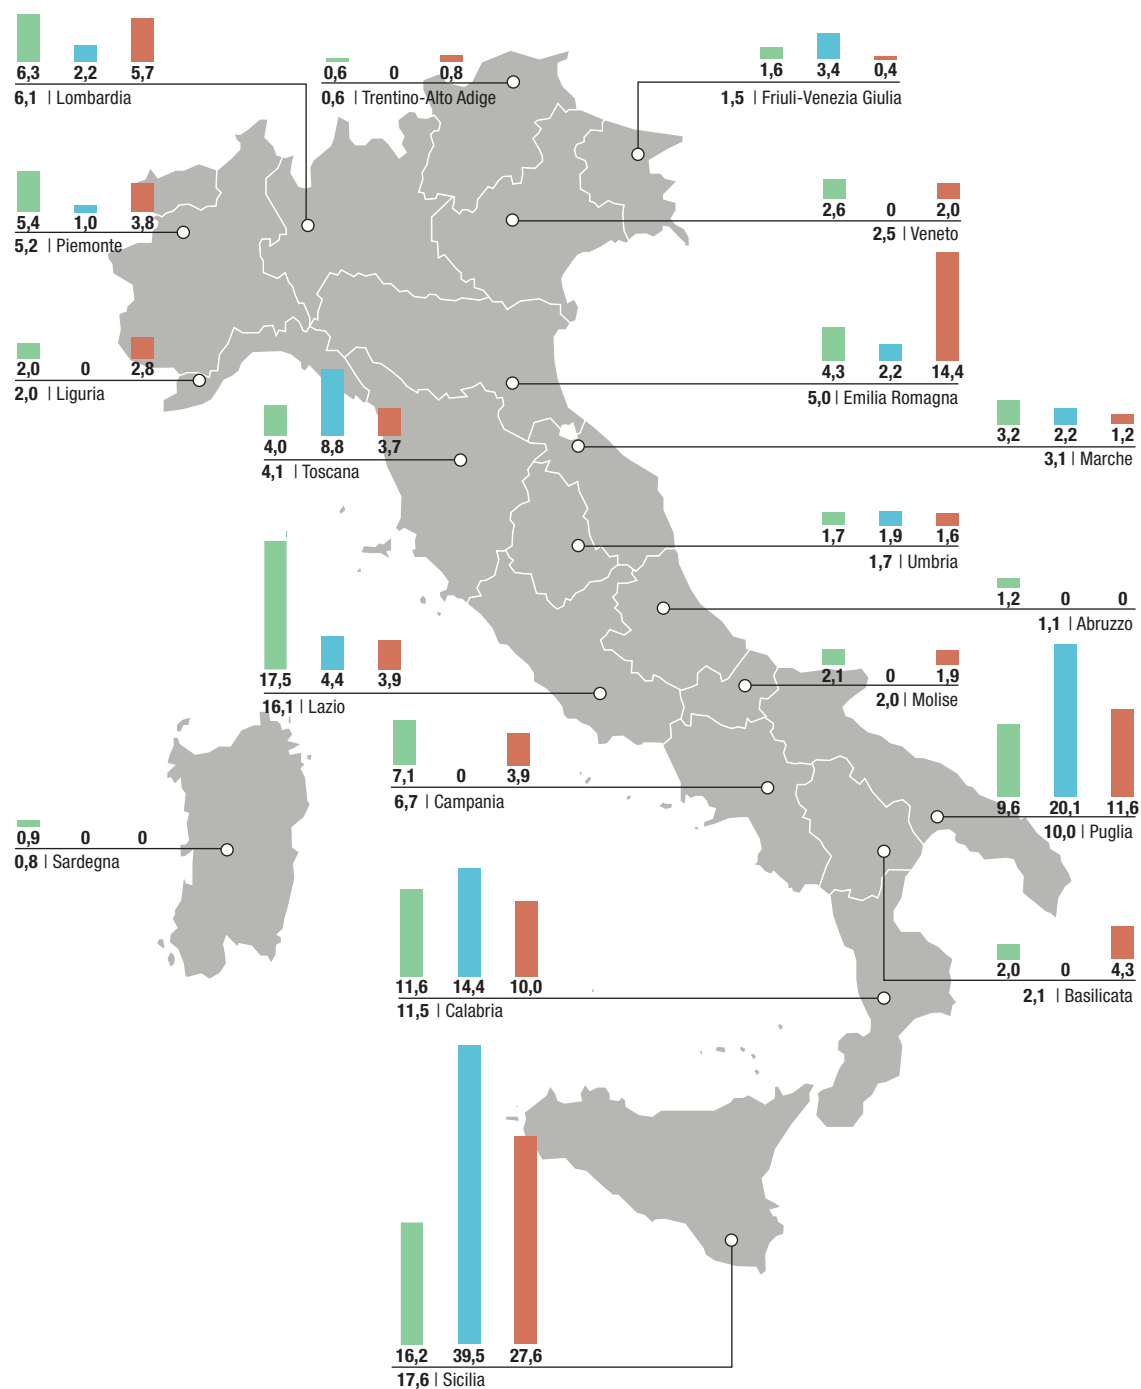 6,3 2,2 5,7
6,1 | Lombardia
0,6 0 0,8
0,6 | Trentino-Alto Adige
1,6 3,4 0,4
1,5 | Friuli-Venezia Giulia
5,4 1,0 3,8
5,2 | Piemonte
2,6 0 2,0
2,5 | Veneto
2,0 0 2,8
2,0 | Liguria
4,3 2,2 14,4
5,0 | Emilia Romagna
4,0 8,8 3,7
4,1 | Toscana
3,2 2,2 1,2
3,1 | Marche
1,7 1,9 1,6
1,7 | Umbria
1,2 0 0
1,1 | Abruzzo
17,5 4,4 3,9
16,1 | Lazio
2,1 0 1,9
2,0 | Molise
7,1 0 3,9
6,7 | Campania
9,6 20,1 11,6
10,0 | Puglia
0,9 0 0
0,8 | Sardegna
11,6 14,4 10,0
11,5 | Calabria
2,0 0 4,3
2,1 | Basilicata
16,2 39,5 27,6
17,6 | Sicilia